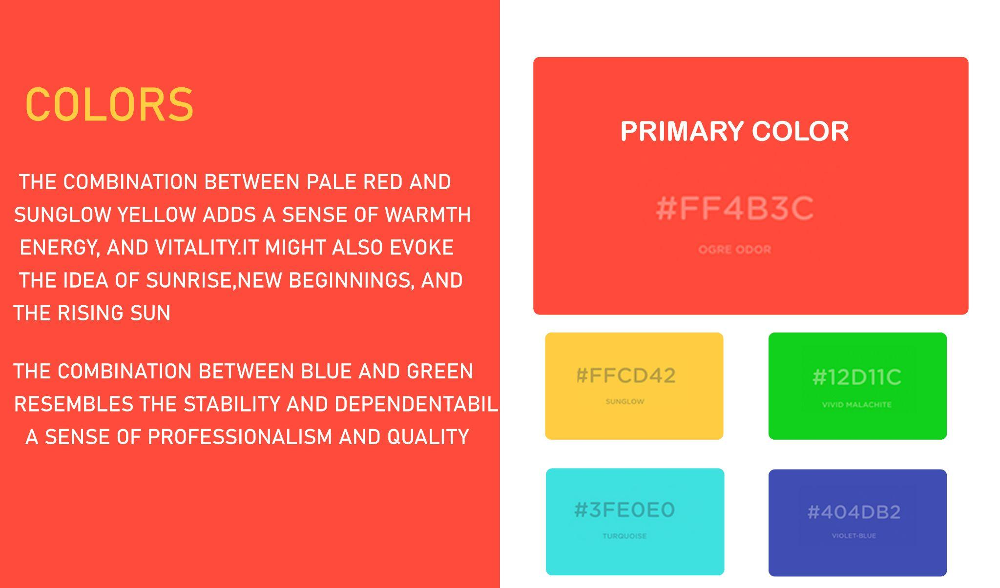 COLORS
THE COMBINATION BETWEEN PALE RED AND
SUNGLOW YELLOW ADDS A SENSE OF WARMTH
ENERGY, AND VITALITY.IT MIGHT ALSO EVOKE
THE IDEA OF SUNRISE,NEW BEGINNINGS, AND
THE RISING SUN
THE COMBINATION BETWEEN BLUE AND GREEN
RESEMBLES THE STABILITY AND DEPENDENTABIL
A SENSE OF PROFESSIONALISM AND QUALITY
PRIMARY COLOR
#FF4B3C
OGRE ODOR
#FFCD42
SUNGLOW
#12D11C
VIVID MALACHITE
#3FE0E0
TURQUOISE
#404DB2
VIOLET-BLUE